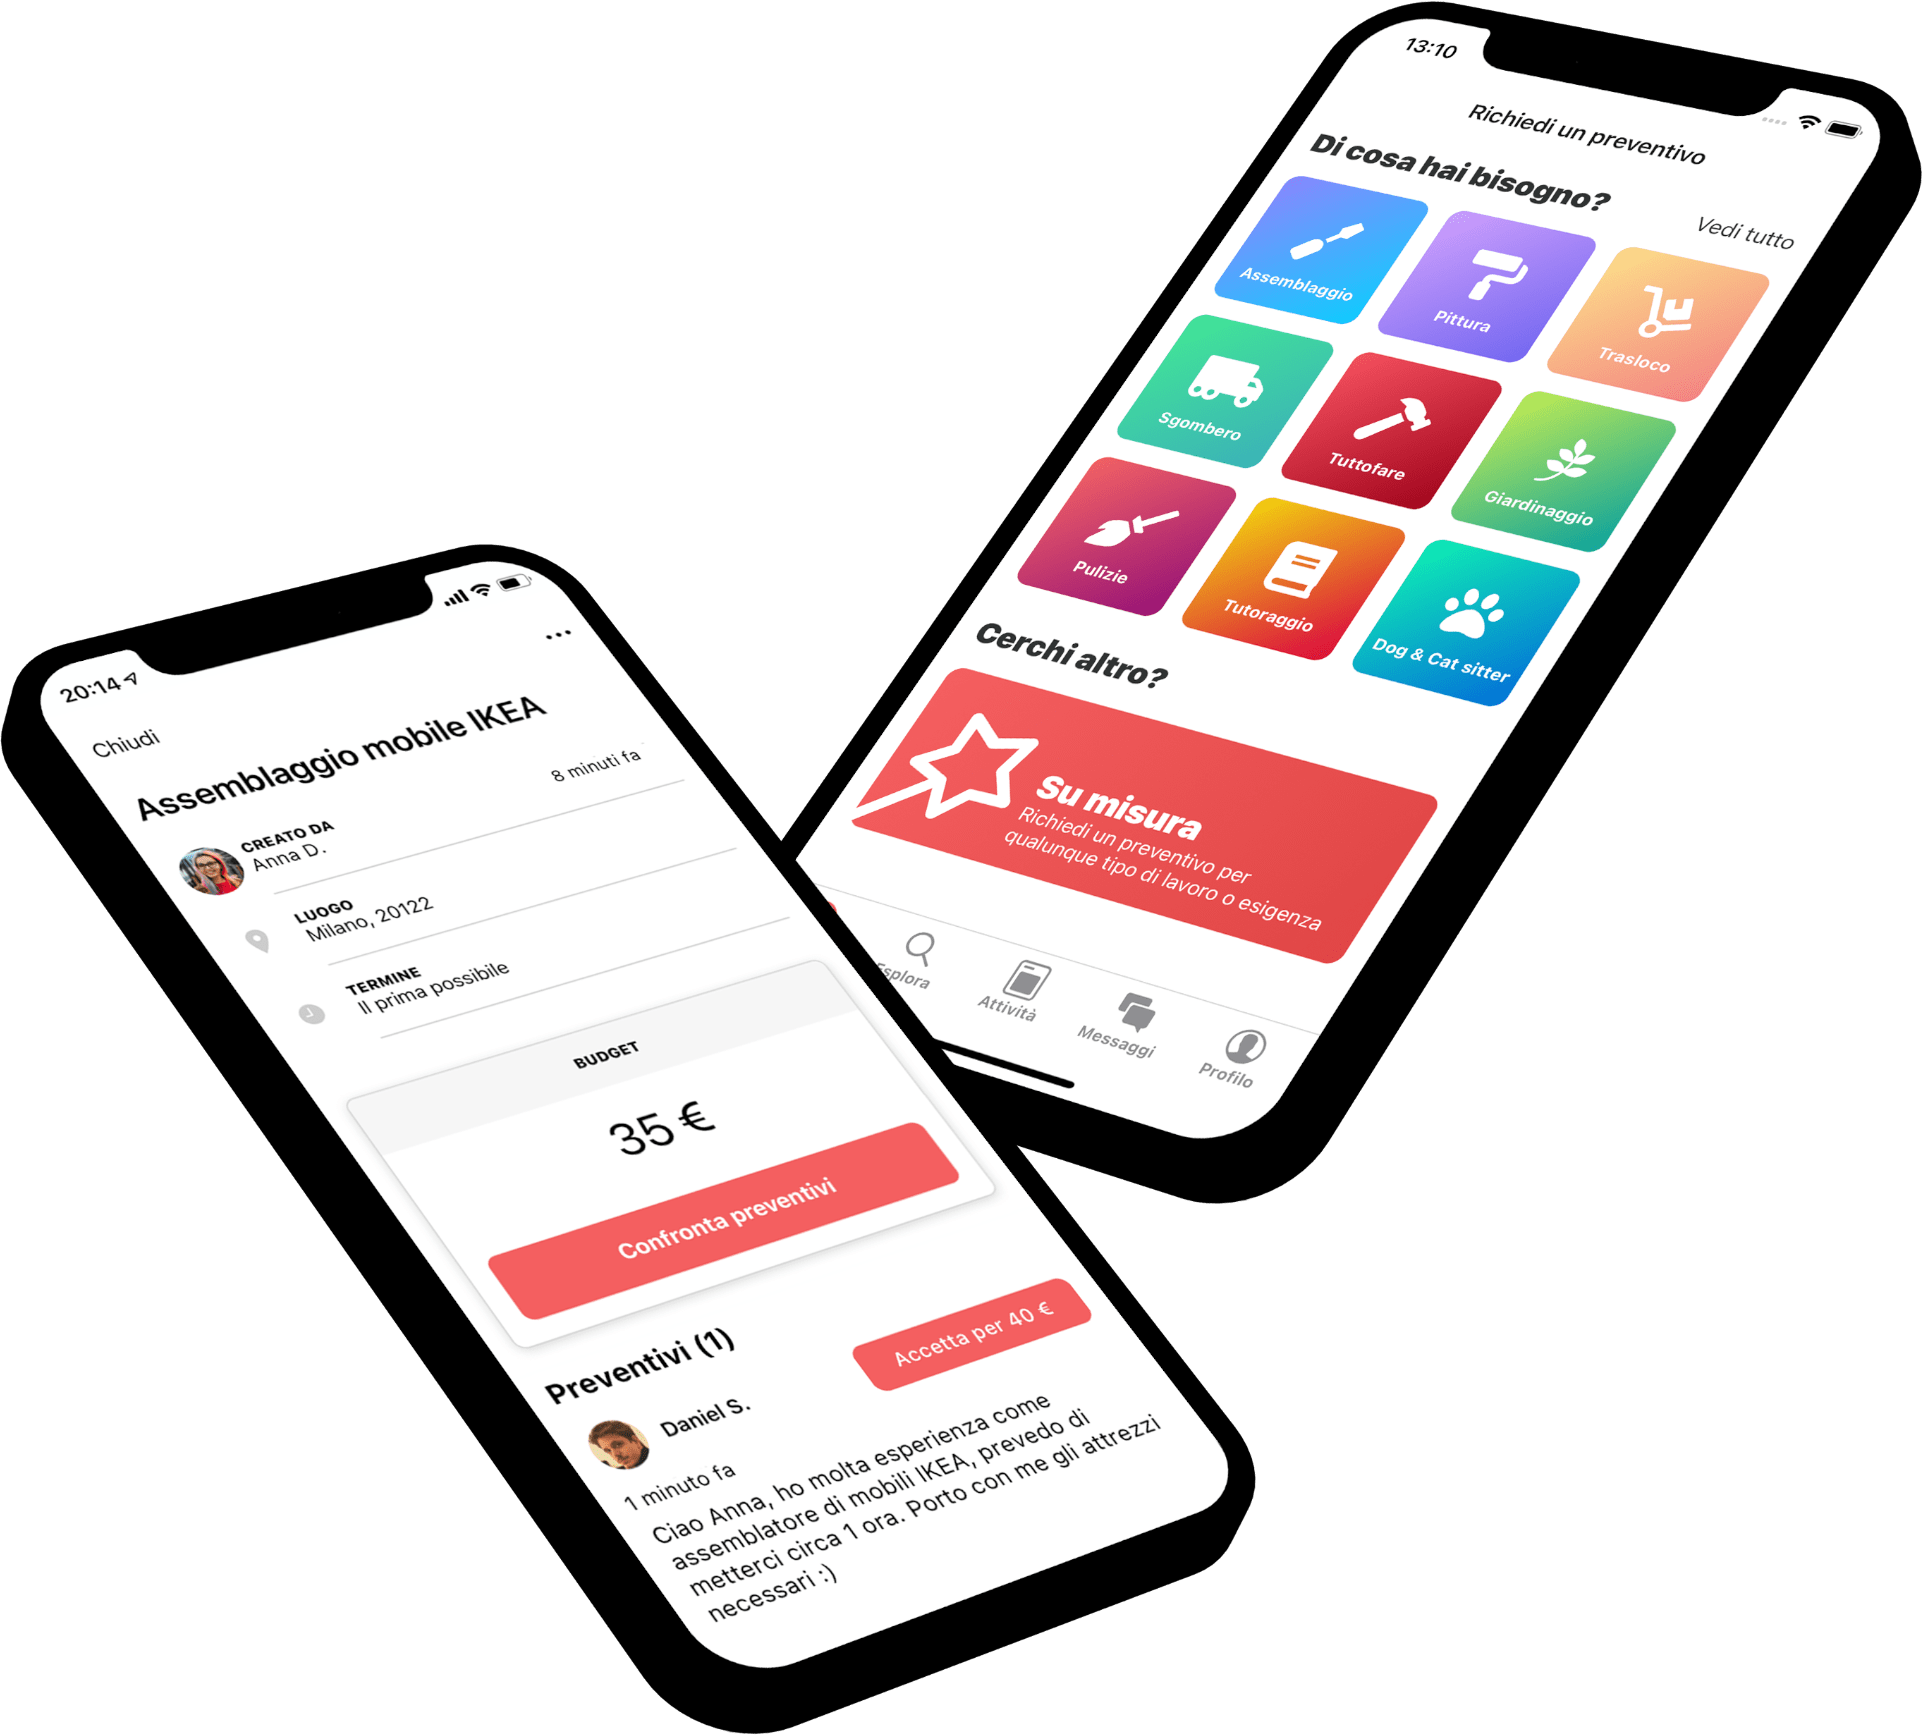 20:14
Chiudi
Assemblaggio mobile IKEA
8 minuti fa
CREATO DA
Anna D.
LUOGO
Milano, 20122
TERMINE
Il prima possibile
BUDGET
35 €
Confronta preventivi
Preventivi (1)
Accetta per 40 €
Daniel S.
1 minuto fa
Ciao Anna, ho molta esperienza come
assemblatore di mobili IKEA, prevedo di
metterci circa 1 ora. Porto con me gli attrezzi
necessari :)
13:10
Richiedi un preventivo
Di cosa hai bisogno?
Vedi tutto
Assemblaggio
Pittura
Trasloco
Sgombero
Tuttofare
Giardinaggio
Pulizie
Tutoraggio
Dog & Cat sitter
Cerchi altro?
Su misura
Richiedi un preventivo per
qualunque tipo di lavoro o esigenza
Esplora
Attività
Messaggi
Profilo